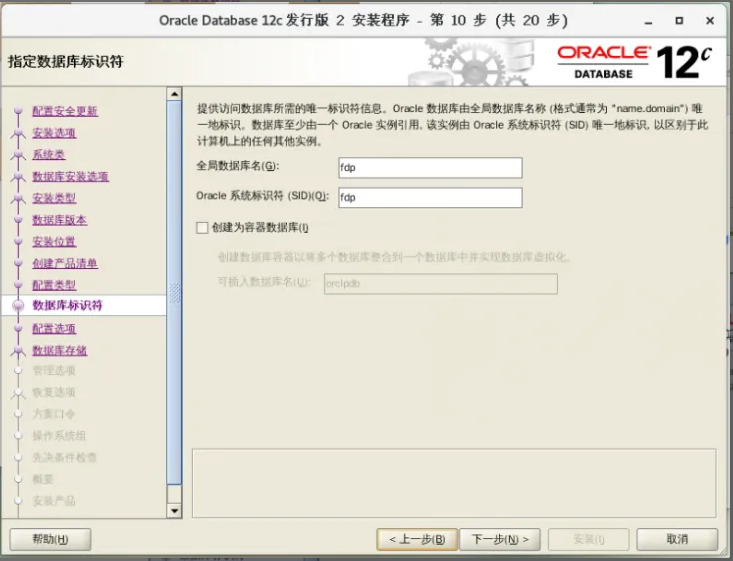 Oracle Database 12c 发行版 2 安装程序 - 第 10 步 (共 20 步)
指定数据库标识符
ORACLE
DATABASE
12c
配置安全更新
安装选项
系统类
数据库安装选项
安装类型
数据库版本
安装位置
创建产品清单
配置类型
数据库标识符
配置选项
数据库存储
管理选项
恢复选项
方案口令
操作系统组
先决条件检查
概要
安装产品
提供访问数据库所需的唯一标识符信息。Oracle 数据库由全局数据库名称 (格式通常为 "name.domain") 唯
一地标识。数据库至少由一个 Oracle 实例引用, 该实例由 Oracle 系统标识符 (SID) 唯一地标识, 以区别于此
计算机上的任何其他实例。
全局数据库名(G): fdp
Oracle 系统标识符 (SID)(O): fdp
创建为容器数据库(I)
创建数据库容器以将多个数据库整合到一个数据库中并实现数据库虚拟化。
可插入数据库名(U): orclpdb
帮助(H)
< 上一步(B)
下一步(N) >
安装(I)
取消